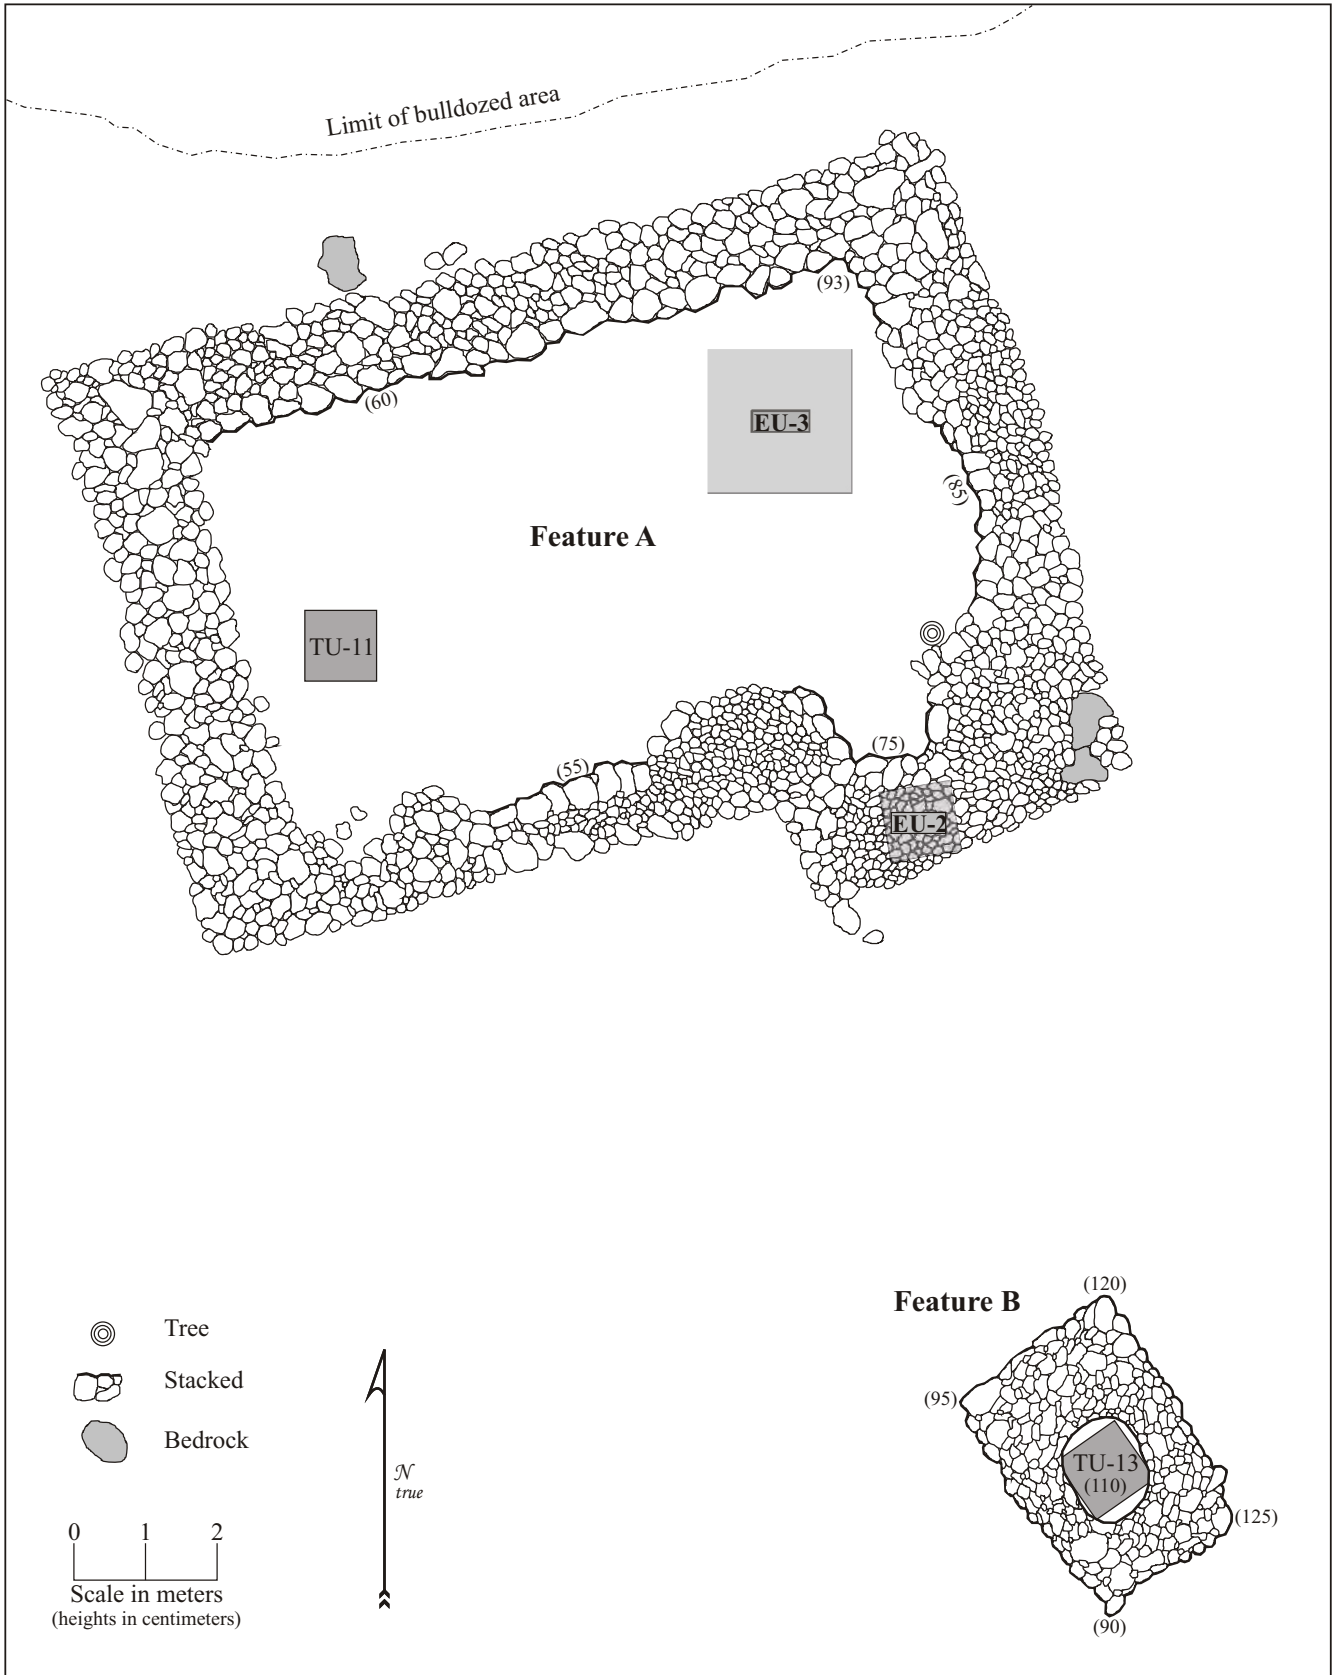 Limit of bulldozed area
(93)
(60)
EU-3
(85)
Feature A
TU-11
(75)
(55)
EU-2
Feature B
(120)
(95)
TU-13
(110)
(125)
(90)
Tree
Stacked
Bedrock
N
true
0 1 2
Scale in meters
(heights in centimeters)